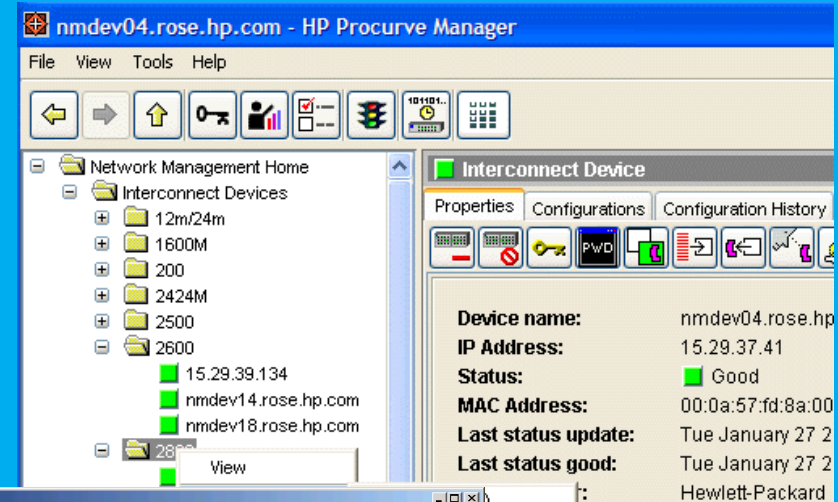 nmdev04.rose.hp.com - HP Procurve Manager
File View Tools Help
Network Management Home
Interconnect Devices
12m/24m
1600M
200
2424M
2500
2600
15.29.39.134
nmdev14.rose.hp.com
nmdev18.rose.hp.com
View
Interconnect Device
Properties Configurations Configuration History
PWD
Device name: nmdev04.rose.hp
IP Address: 15.29.37.41
Status: Good
MAC Address: 00:0a:57:fd:8a:00
Last status update: Tue January 27 2
Last status good: Tue January 27 2
Hewlett-Packard